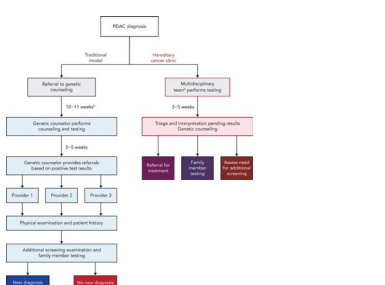 PDAC diagnosis
Traditional
model
Hereditary
cancer clinic
Referral to genetic
counseling
Multidisciplinary
teamᵃ performs testing
10–11 weeksᵇ
3–5 weeks
Genetic counselor performs
counseling and testing
Triage and interpretation pending results
Genetic counseling
3–5 weeks
Genetic counselor provides referrals
based on positive test results
Referral for
treatment
Family
member
testing
Assess need
for additional
screening
Provider 1
Provider 2
Provider 3
Physical examination and patient history
Additional screening examination and
family member testing
New diagnosis
No new diagnosis